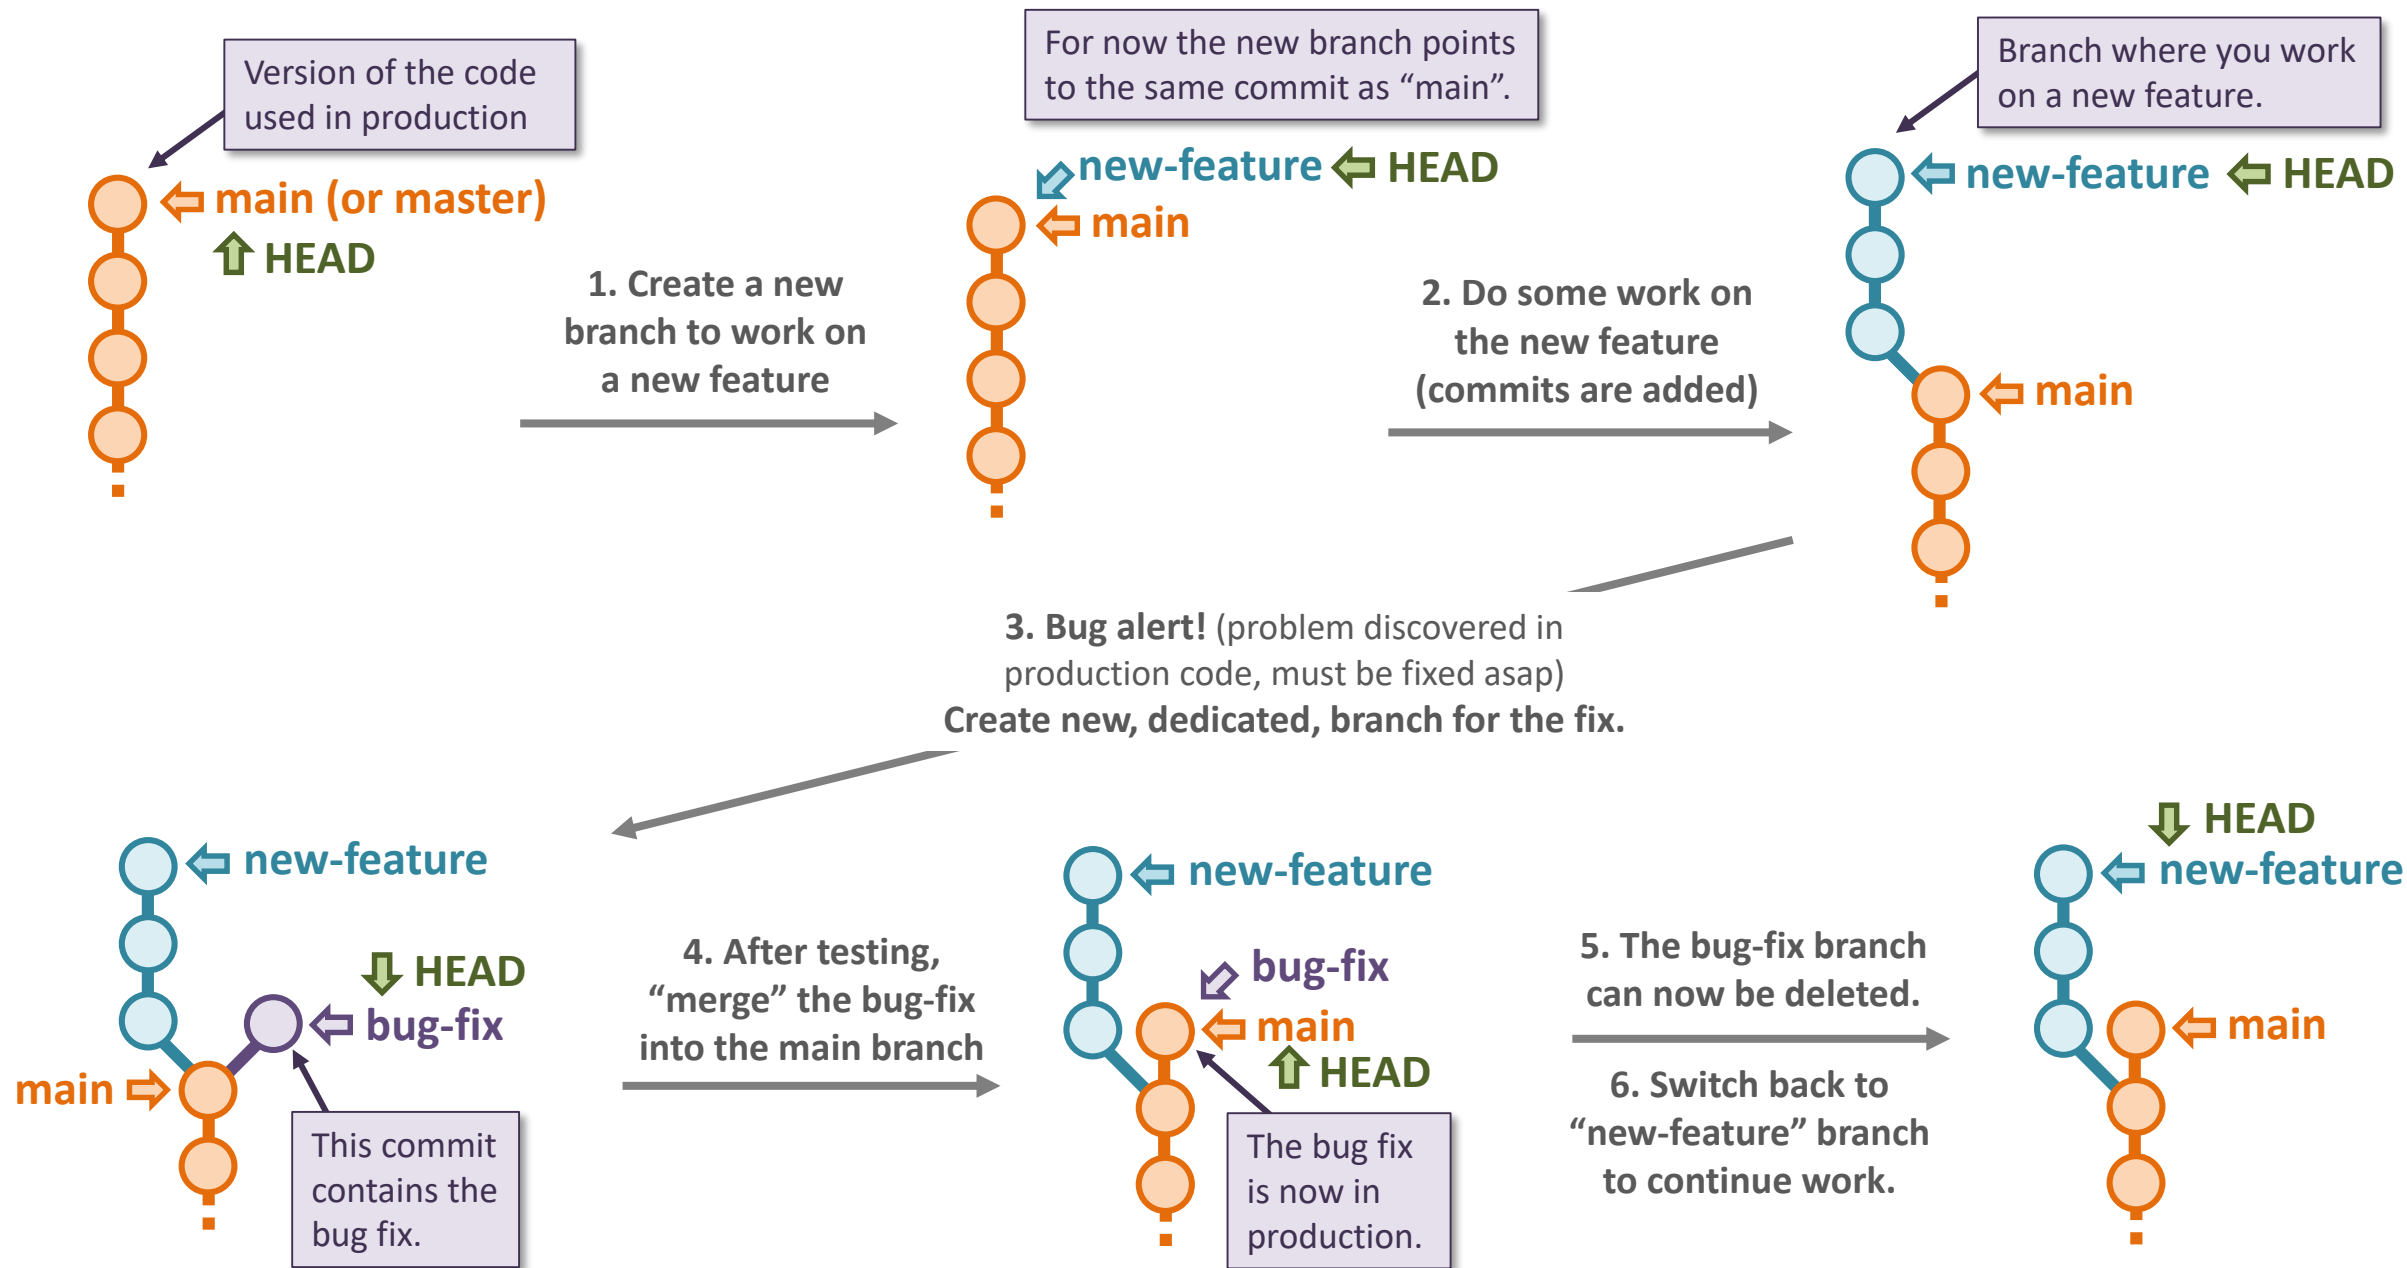 Version of the code
used in production
main (or master)
HEAD
1. Create a new
branch to work on
a new feature
For now the new branch points
to the same commit as “main”.
new-feature HEAD
main
2. Do some work on
the new feature
(commits are added)
Branch where you work
on a new feature.
new-feature HEAD
main
3. Bug alert! (problem discovered in
production code, must be fixed asap)
Create new, dedicated, branch for the fix.
new-feature
HEAD
bug-fix
main
This commit
contains the
bug fix.
4. After testing,
“merge” the bug-fix
into the main branch
new-feature
bug-fix
main
HEAD
The bug fix
is now in
production.
5. The bug-fix branch
can now be deleted.
6. Switch back to
“new-feature” branch
to continue work.
HEAD
new-feature
main